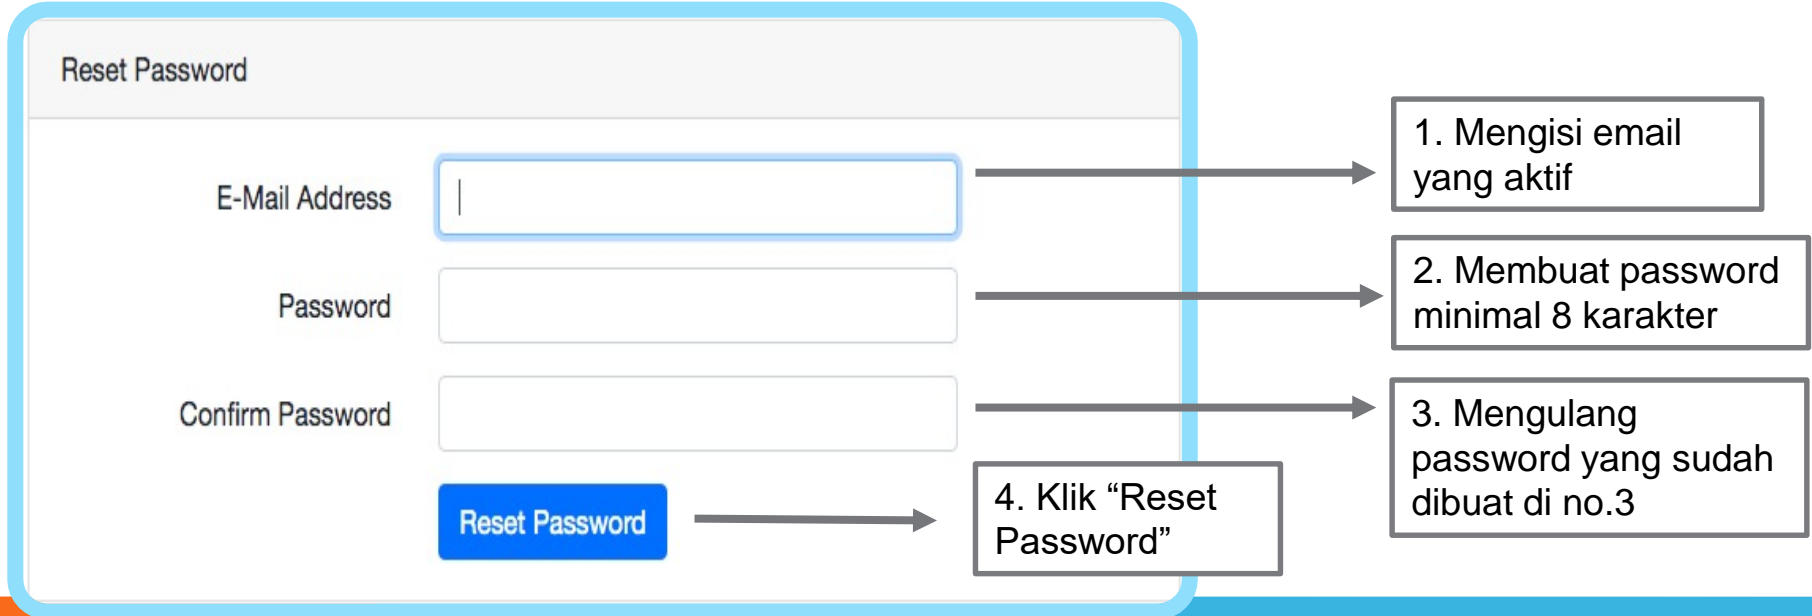 Reset Password
E-Mail Address
1. Mengisi email
yang aktif
Password
2. Membuat password
minimal 8 karakter
Confirm Password
3. Mengulang
password yang sudah
dibuat di no.3
Reset Password
4. Klik “Reset
Password”